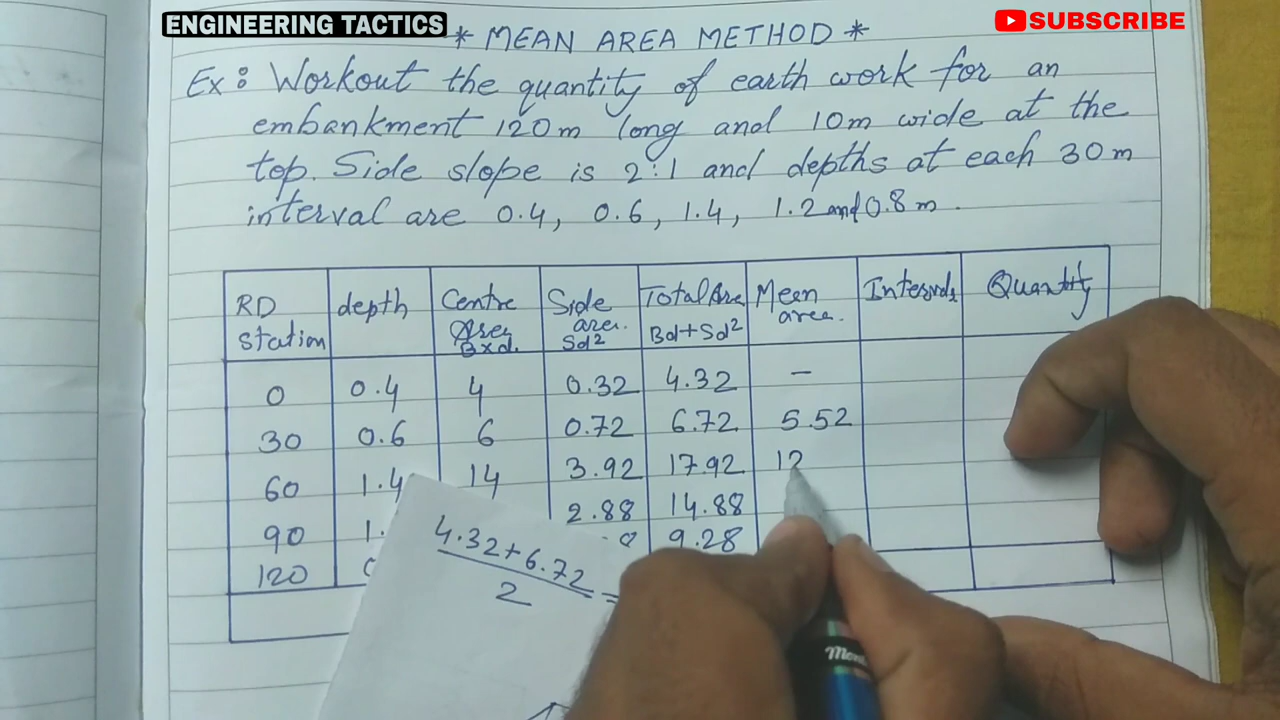 ENGINEERING TACTICS
SUBSCRIBE
* MEAN AREA METHOD *
Ex: Workout the quantity of earth work for an
embankment 120m long and 10m wide at the
top. Side slope is 2:1 and depths at each 30m
interval are 0.4, 0.6, 1.4, 1.2 and 0.8m.
RD Station | depth | Centre Area Bxd. | Side area. Sd² | Total Are Bd+Sd² | Mean area. | Intervals | Quantity
0 0.4 4 0.32 4.32 —
30 0.6 6 0.72 6.72 5.52
60 1.4 14 3.92 17.92 12
90 1. 2.88 14.88
120 9.28
4.32+6.72
2
=